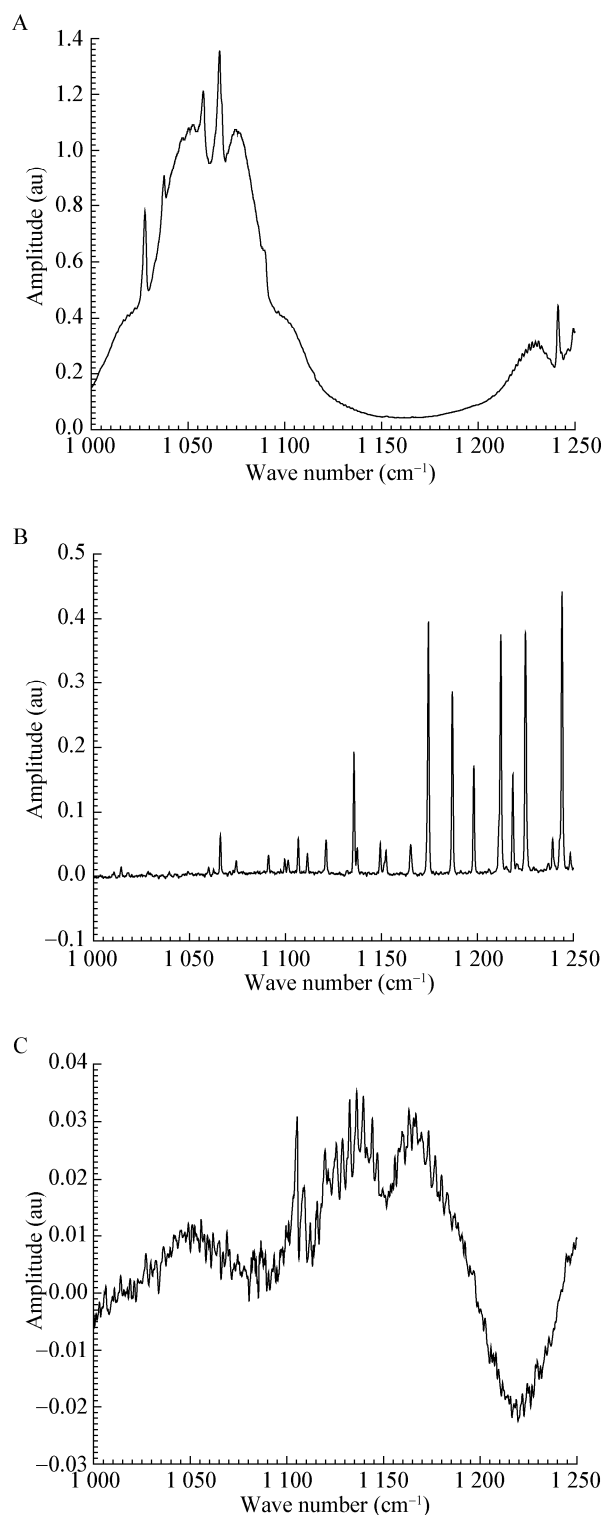 A
1.4
1.2
1.0
0.8
0.6
0.4
0.2
0.0
Amplitude (au)
1 000 1 050 1 100 1 150 1 200 1 250
Wave number (cm⁻¹)
B
0.5
0.4
0.3
0.2
0.1
0.0
−0.1
Amplitude (au)
1 000 1 050 1 100 1 150 1 200 1 250
Wave number (cm⁻¹)
C
0.04
0.03
0.02
0.01
−0.00
−0.01
−0.02
−0.03
Amplitude (au)
1 000 1 050 1 100 1 150 1 200 1 250
Wave number (cm⁻¹)